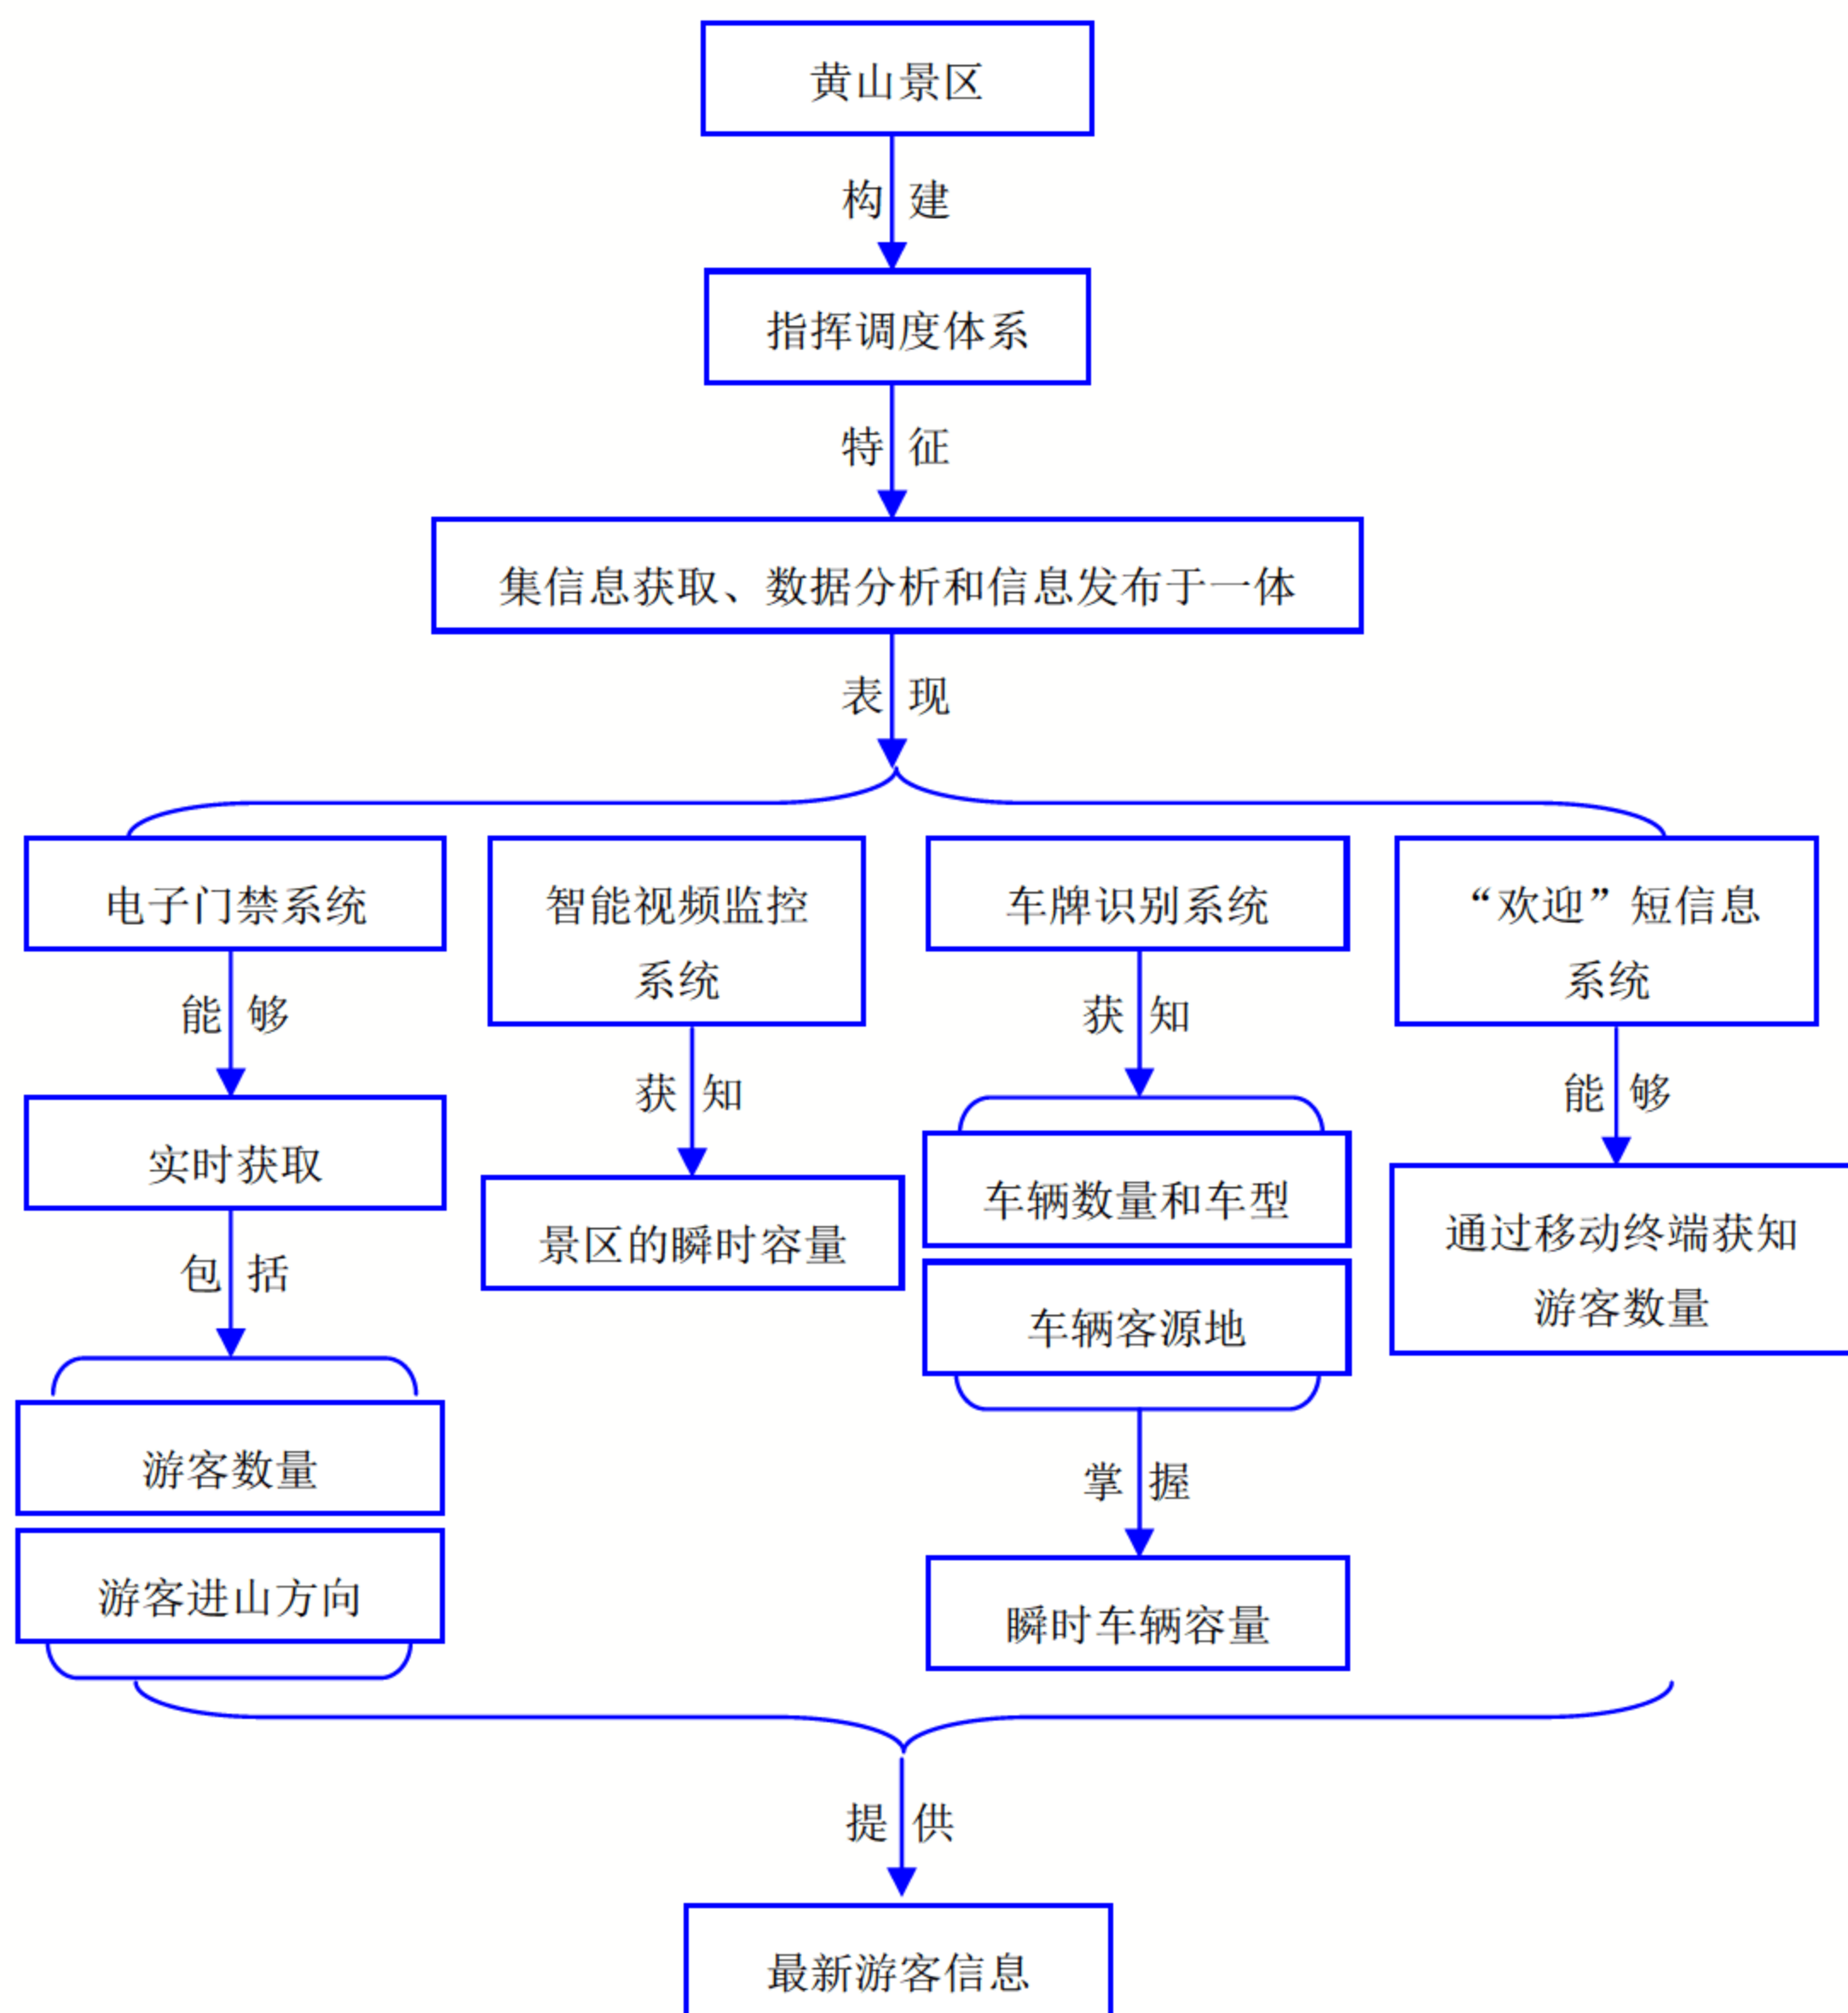 黄山景区
构建
指挥调度体系
特征
集信息获取、数据分析和信息发布于一体
表现
电子门禁系统
能够
实时获取
包括
游客数量
游客进山方向
智能视频监控
系统
获知
景区的瞬时容量
车牌识别系统
获知
车辆数量和车型
车辆客源地
掌握
瞬时车辆容量
“欢迎”短信息
系统
能够
通过移动终端获知
游客数量
提供
最新游客信息